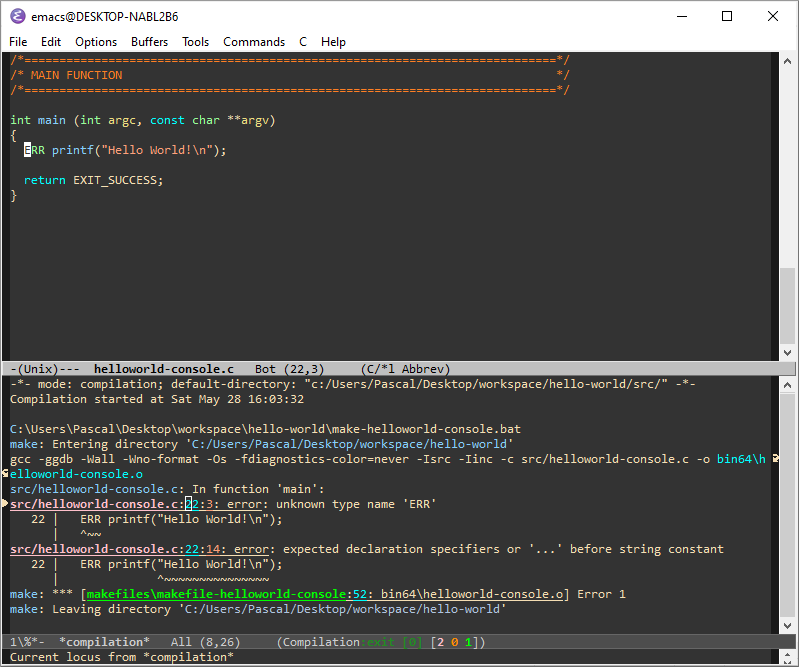 emacs@DESKTOP-NABL2B6
File Edit Options Buffers Tools Commands C Help
/*===========================================================================*/
/* MAIN FUNCTION */
/*===========================================================================*/
int main (int argc, const char **argv)
{
ERR printf("Hello World!\n");
return EXIT_SUCCESS;
}
-(Unix)--- helloworld-console.c Bot (22,3) (C/*l Abbrev)
-*- mode: compilation; default-directory: "c:/Users/Pascal/Desktop/workspace/hello-world/src/" -*-
Compilation started at Sat May 28 16:03:32
C:\Users\Pascal\Desktop\workspace\hello-world\make-helloworld-console.bat
make: Entering directory 'C:/Users/Pascal/Desktop/workspace/hello-world'
gcc -ggdb -Wall -Wno-format -Os -fdiagnostics-color=never -Isrc -Iinc -c src/helloworld-console.c -o bin64\h
elloworld-console.o
src/helloworld-console.c: In function 'main':
src/helloworld-console.c:22:3: error: unknown type name 'ERR'
22 | ERR printf("Hello World!\n");
| ^~~
src/helloworld-console.c:22:14: error: expected declaration specifiers or '...' before string constant
22 | ERR printf("Hello World!\n");
| ^~~~~~~~~~~~~~~~
make: *** [makefiles\makefile-helloworld-console:52: bin64\helloworld-console.o] Error 1
make: Leaving directory 'C:/Users/Pascal/Desktop/workspace/hello-world'
1\%*- *compilation* All (8,26) (Compilation:exit [0] [2 0 1])
Current locus from *compilation*